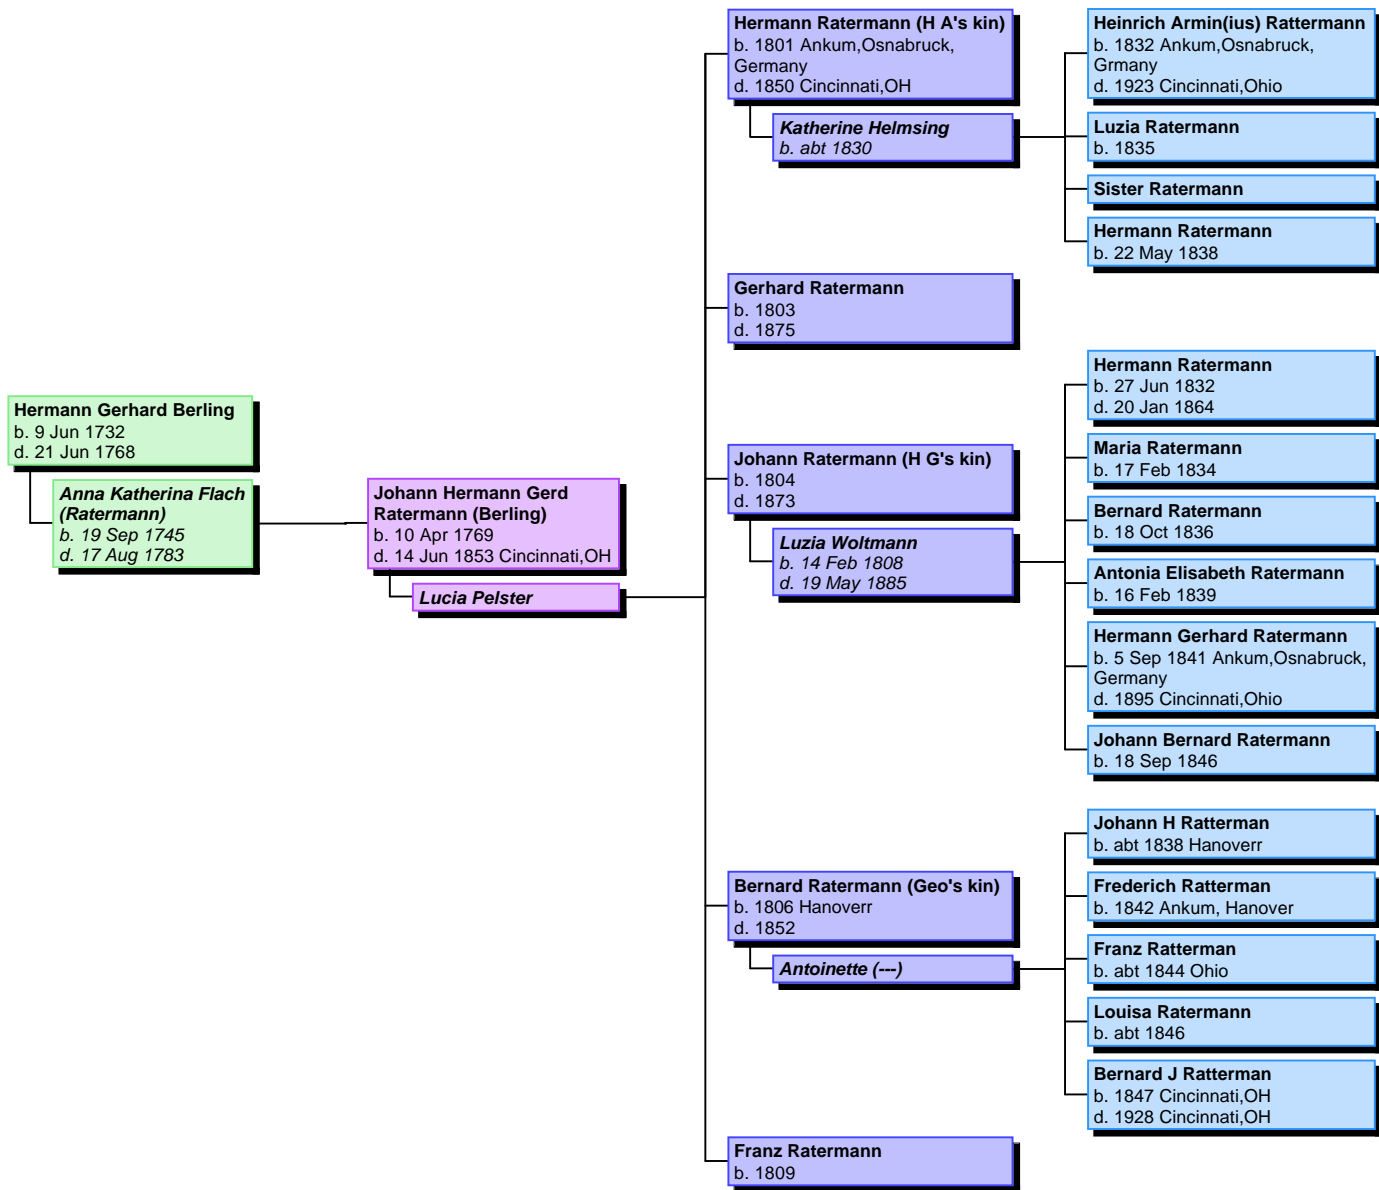 Hermann Gerhard Berling
b. 9 Jun 1732
d. 21 Jun 1768
Anna Katherina Flach
(Ratermann)
b. 19 Sep 1745
d. 17 Aug 1783
Johann Hermann Gerd
Ratermann (Berling)
b. 10 Apr 1769
d. 14 Jun 1853 Cincinnati,OH
Lucia Pelster
Hermann Ratermann (H A's kin)
b. 1801 Ankum,Osnabruck,
Germany
d. 1850 Cincinnati,OH
Katherine Helmsing
b. abt 1830
Gerhard Ratermann
b. 1803
d. 1875
Johann Ratermann (H G's kin)
b. 1804
d. 1873
Luzia Woltmann
b. 14 Feb 1808
d. 19 May 1885
Bernard Ratermann (Geo's kin)
b. 1806 Hanoverr
d. 1852
Antoinette (---)
Franz Ratermann
b. 1809
Heinrich Armin(ius) Rattermann
b. 1832 Ankum,Osnabruck,
Grmany
d. 1923 Cincinnati,Ohio
Luzia Ratermann
b. 1835
Sister Ratermann
Hermann Ratermann
b. 22 May 1838
Hermann Ratermann
b. 27 Jun 1832
d. 20 Jan 1864
Maria Ratermann
b. 17 Feb 1834
Bernard Ratermann
b. 18 Oct 1836
Antonia Elisabeth Ratermann
b. 16 Feb 1839
Hermann Gerhard Ratermann
b. 5 Sep 1841 Ankum,Osnabruck,
Germany
d. 1895 Cincinnati,Ohio
Johann Bernard Ratermann
b. 18 Sep 1846
Johann H Ratterman
b. abt 1838 Hanoverr
Frederich Ratterman
b. 1842 Ankum, Hanover
Franz Ratterman
b. abt 1844 Ohio
Louisa Ratermann
b. abt 1846
Bernard J Ratterman
b. 1847 Cincinnati,OH
d. 1928 Cincinnati,OH